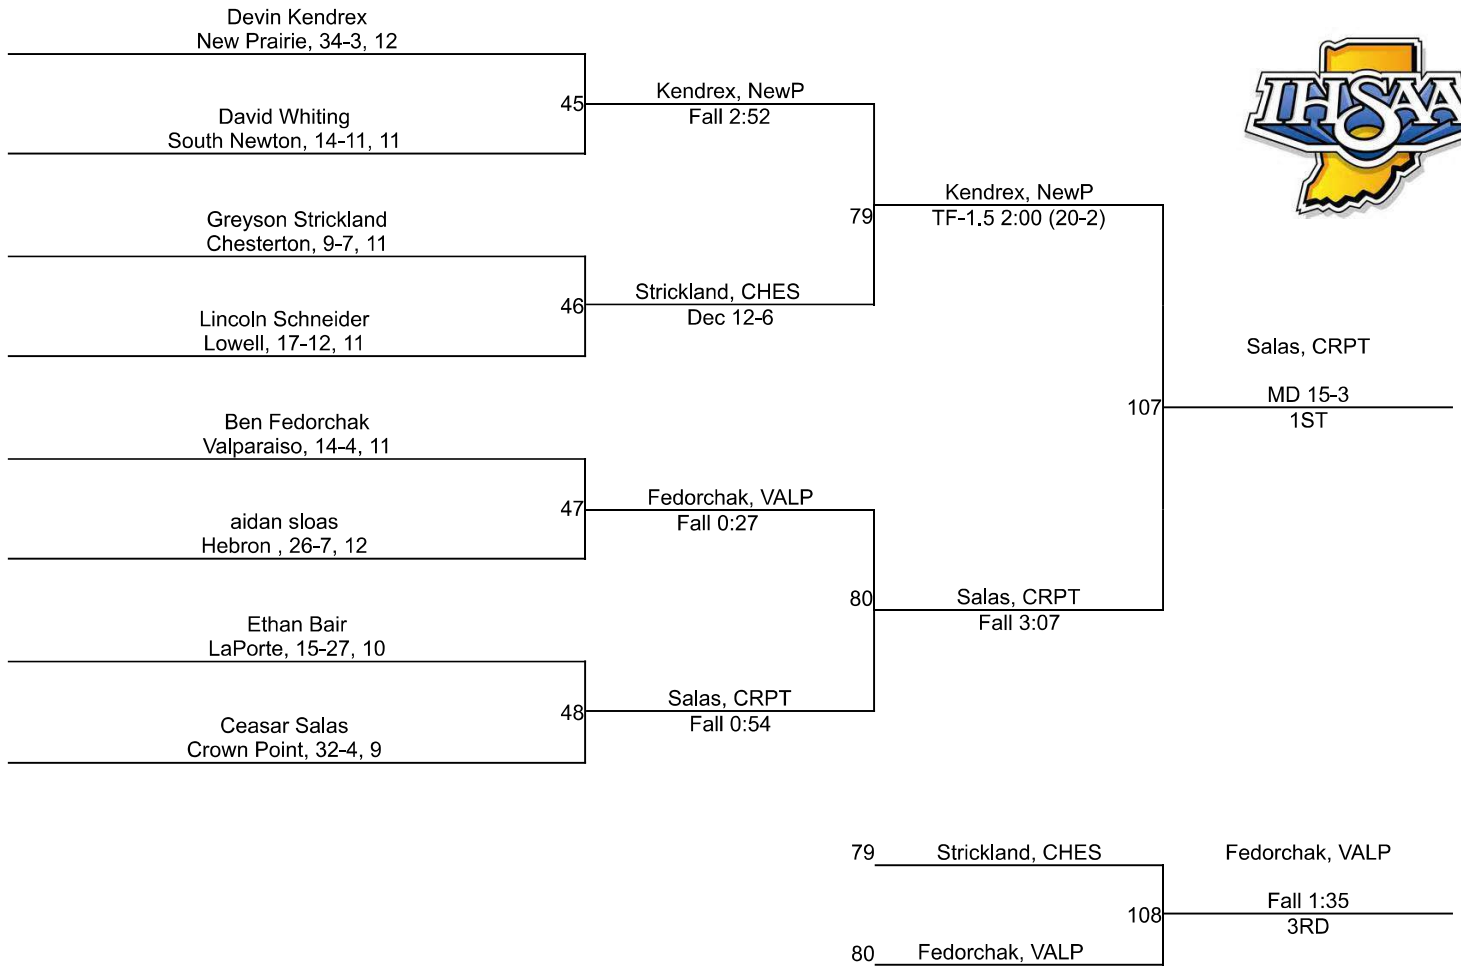 Devin Kendrex
New Prairie, 34-3, 12
David Whiting
South Newton, 14-11, 11
45
Kendrex, NewP
Fall 2:52
Greyson Strickland
Chesterton, 9-7, 11
Lincoln Schneider
Lowell, 17-12, 11
46
Strickland, CHES
Dec 12-6
79
Kendrex, NewP
TF-1.5 2:00 (20-2)
Ben Fedorchak
Valparaiso, 14-4, 11
aidan sloas
Hebron , 26-7, 12
47
Fedorchak, VALP
Fall 0:27
Ethan Bair
LaPorte, 15-27, 10
Ceasar Salas
Crown Point, 32-4, 9
48
Salas, CRPT
Fall 0:54
80
Salas, CRPT
Fall 3:07
107
Salas, CRPT
MD 15-3
1ST
IHSAA
79
Strickland, CHES
80
Fedorchak, VALP
108
Fedorchak, VALP
Fall 1:35
3RD